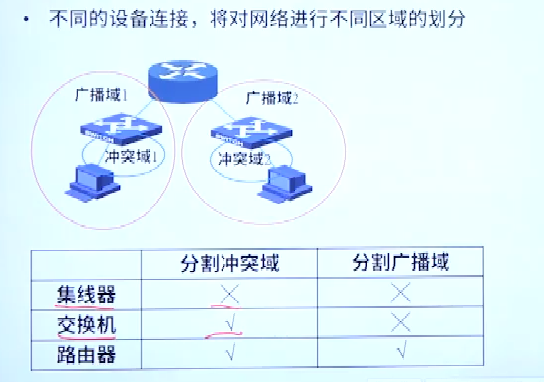 • 不同的设备连接，将对网络进行不同区域的划分
广播域1
广播域2
冲突域1
冲突域2
分割冲突域 分割广播域
集线器 × ×
交换机 √ ×
路由器 √ √